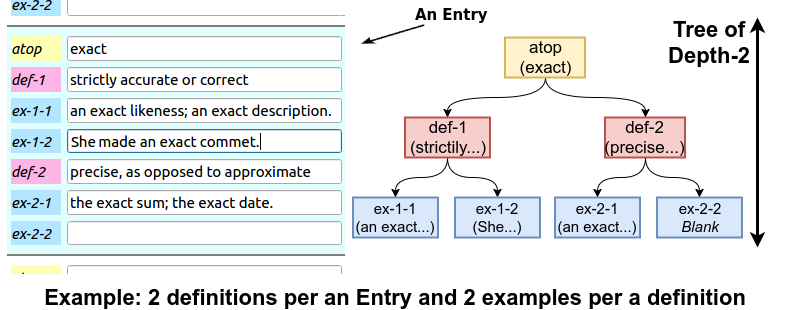 ex-2-2
An Entry
atop exact
def-1 strictly accurate or correct
ex-1-1 an exact likeness; an exact description.
ex-1-2 She made an exact commet.
def-2 precise, as opposed to approximate
ex-2-1 the exact sum; the exact date.
ex-2-2
atop
(exact)
Tree of
Depth-2
def-1
(strictily...)
def-2
(precise...)
ex-1-1
(an exact...)
ex-1-2
(She...)
ex-2-1
(an exact...)
ex-2-2
Blank
Example: 2 definitions per an Entry and 2 examples per a definition